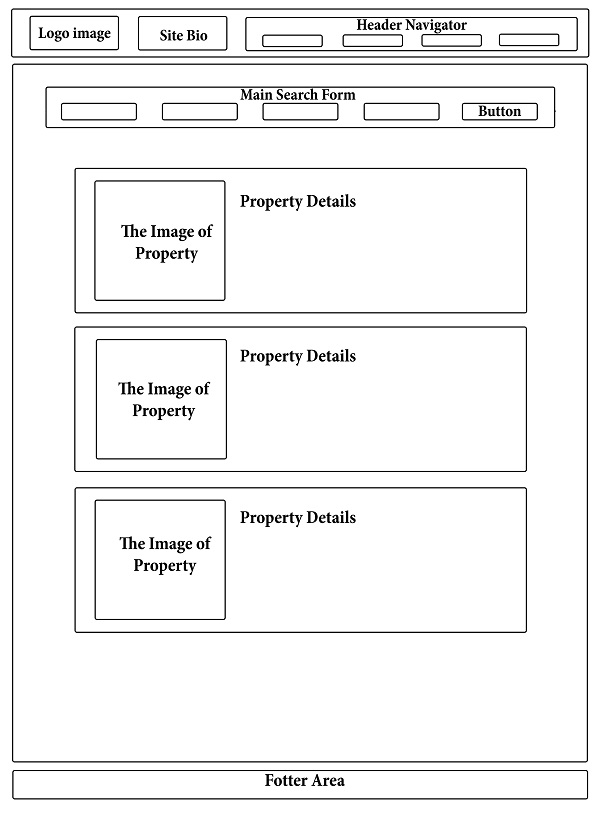 Logo image
Site Bio
Header Navigator
Main Search Form
Button
The Image of
Property
Property Details
The Image of
Property
Property Details
The Image of
Property
Property Details
Fotter Area